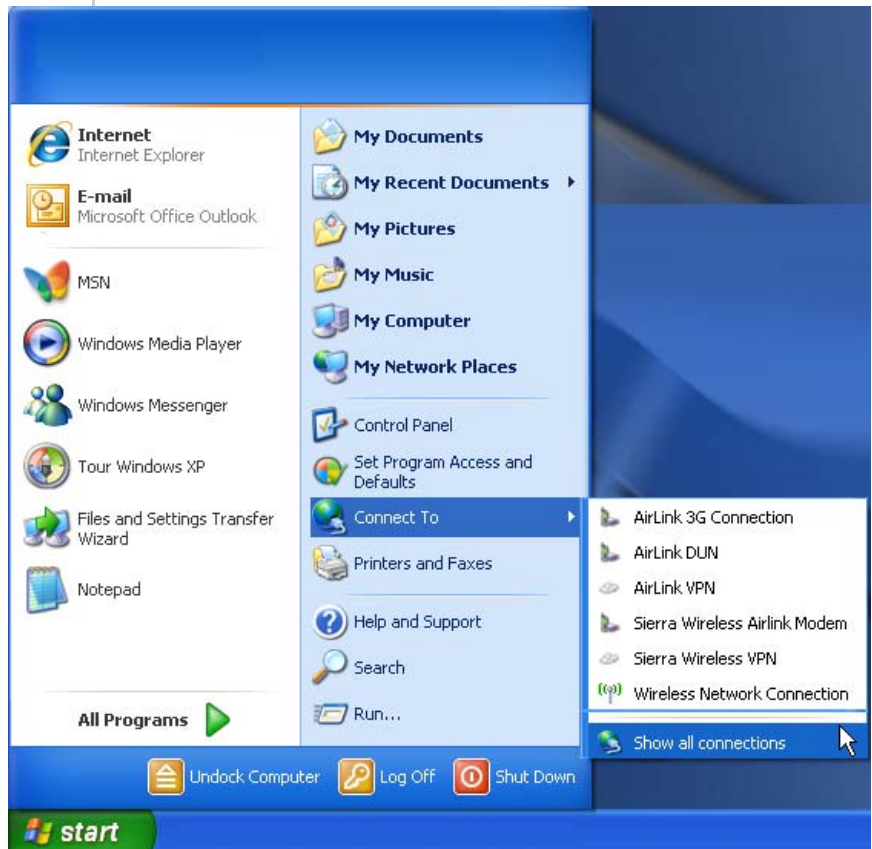 Internet
Internet Explorer
E-mail
Microsoft Office Outlook
MSN
Windows Media Player
Windows Messenger
Tour Windows XP
Files and Settings Transfer
Wizard
Notepad
All Programs
My Documents
My Recent Documents
My Pictures
My Music
My Computer
My Network Places
Control Panel
Set Program Access and
Defaults
Connect To
Printers and Faxes
Help and Support
Search
Run...
AirLink 3G Connection
AirLink DUN
AirLink VPN
Sierra Wireless Airlink Modem
Sierra Wireless VPN
Wireless Network Connection
Show all connections
Undock Computer
Log Off
Shut Down
start